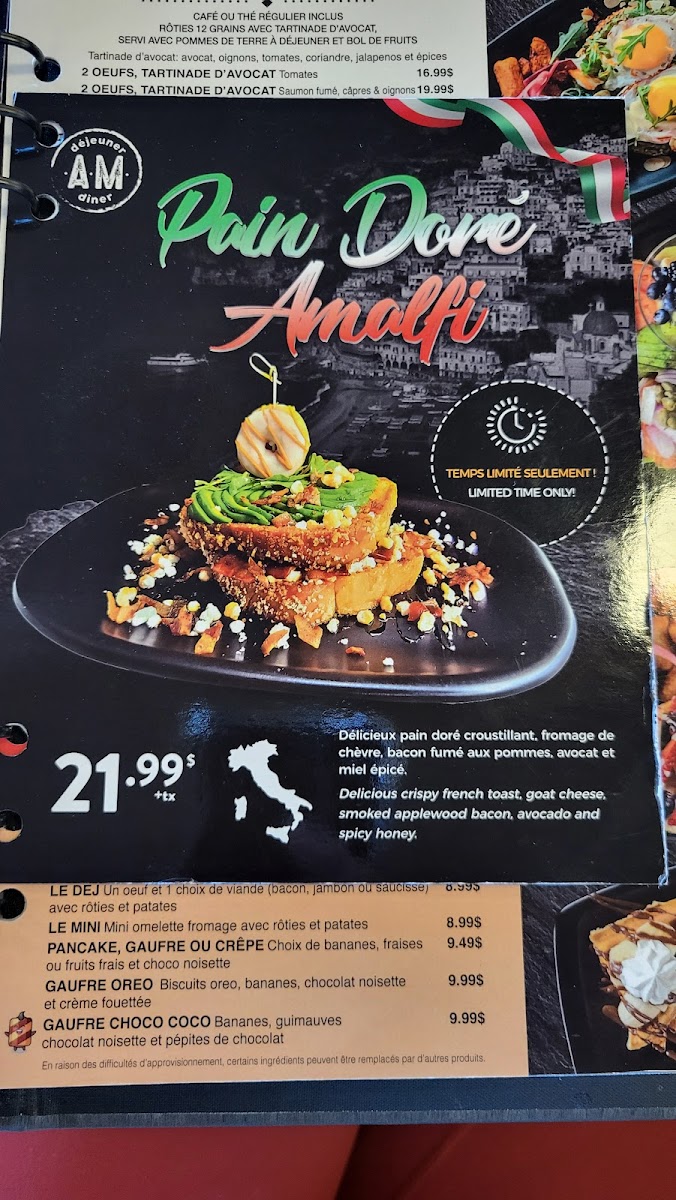 CAFÉ OU THÉ RÉGULIER INCLUS
RÔTIES 12 GRAINS AVEC TARTINADE D'AVOCAT,
SERVI AVEC POMMES DE TERRE À DÉJEUNER ET BOL DE FRUITS
Tartinade d'avocat: avocat, oignons, tomates, coriandre, jalapenos et épices
2 OEUFS, TARTINADE D'AVOCAT Tomates 16.99$
2 OEUFS, TARTINADE D'AVOCAT Saumon fumé, câpres & oignons 19.99$
déjeuner
·A·M·
diner
Pain Doré
Amalfi
TEMPS LIMITÉ SEULEMENT !
LIMITED TIME ONLY!
21.99$
+tx
Délicieux pain doré croustillant, fromage de
chèvre, bacon fumé aux pommes, avocat et
miel épicé.
Delicious crispy french toast, goat cheese,
smoked applewood bacon, avocado and
spicy honey.
LE DEJ Un oeuf et 1 choix de viande (bacon, jambon ou saucisse) 8.99$
avec rôties et patates
LE MINI Mini omelette fromage avec rôties et patates 8.99$
PANCAKE, GAUFRE OU CRÊPE Choix de bananes, fraises 9.49$
ou fruits frais et choco noisette
GAUFRE OREO Biscuits oreo, bananes, chocolat noisette 9.99$
et crème fouettée
GAUFRE CHOCO COCO Bananes, guimauves 9.99$
chocolat noisette et pépites de chocolat
En raison des difficultés d'approvisionnement, certains ingrédients peuvent être remplacés par d'autres produits.